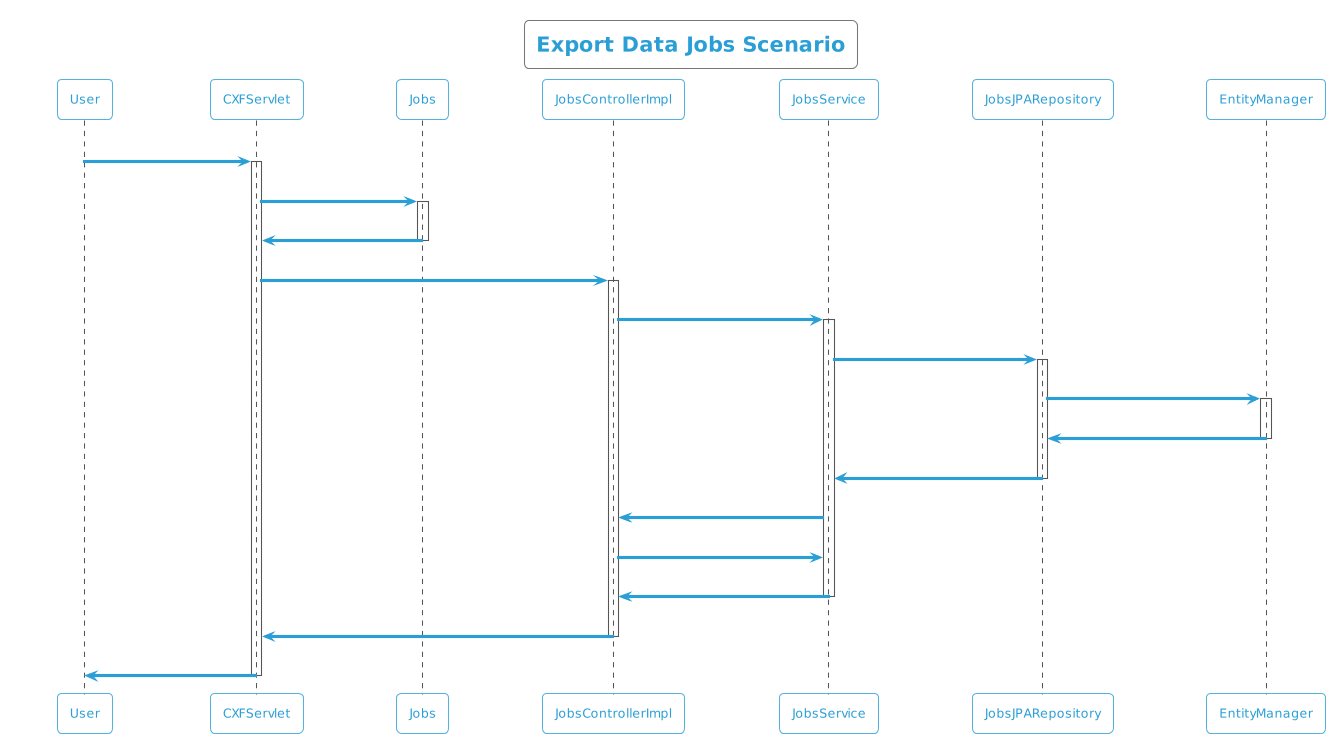 Export Data Jobs Scenario
User
CXFServlet
Jobs
JobsControllerImpl
JobsService
JobsJPARepository
EntityManager
User
CXFServlet
Jobs
JobsControllerImpl
JobsService
JobsJPARepository
EntityManager